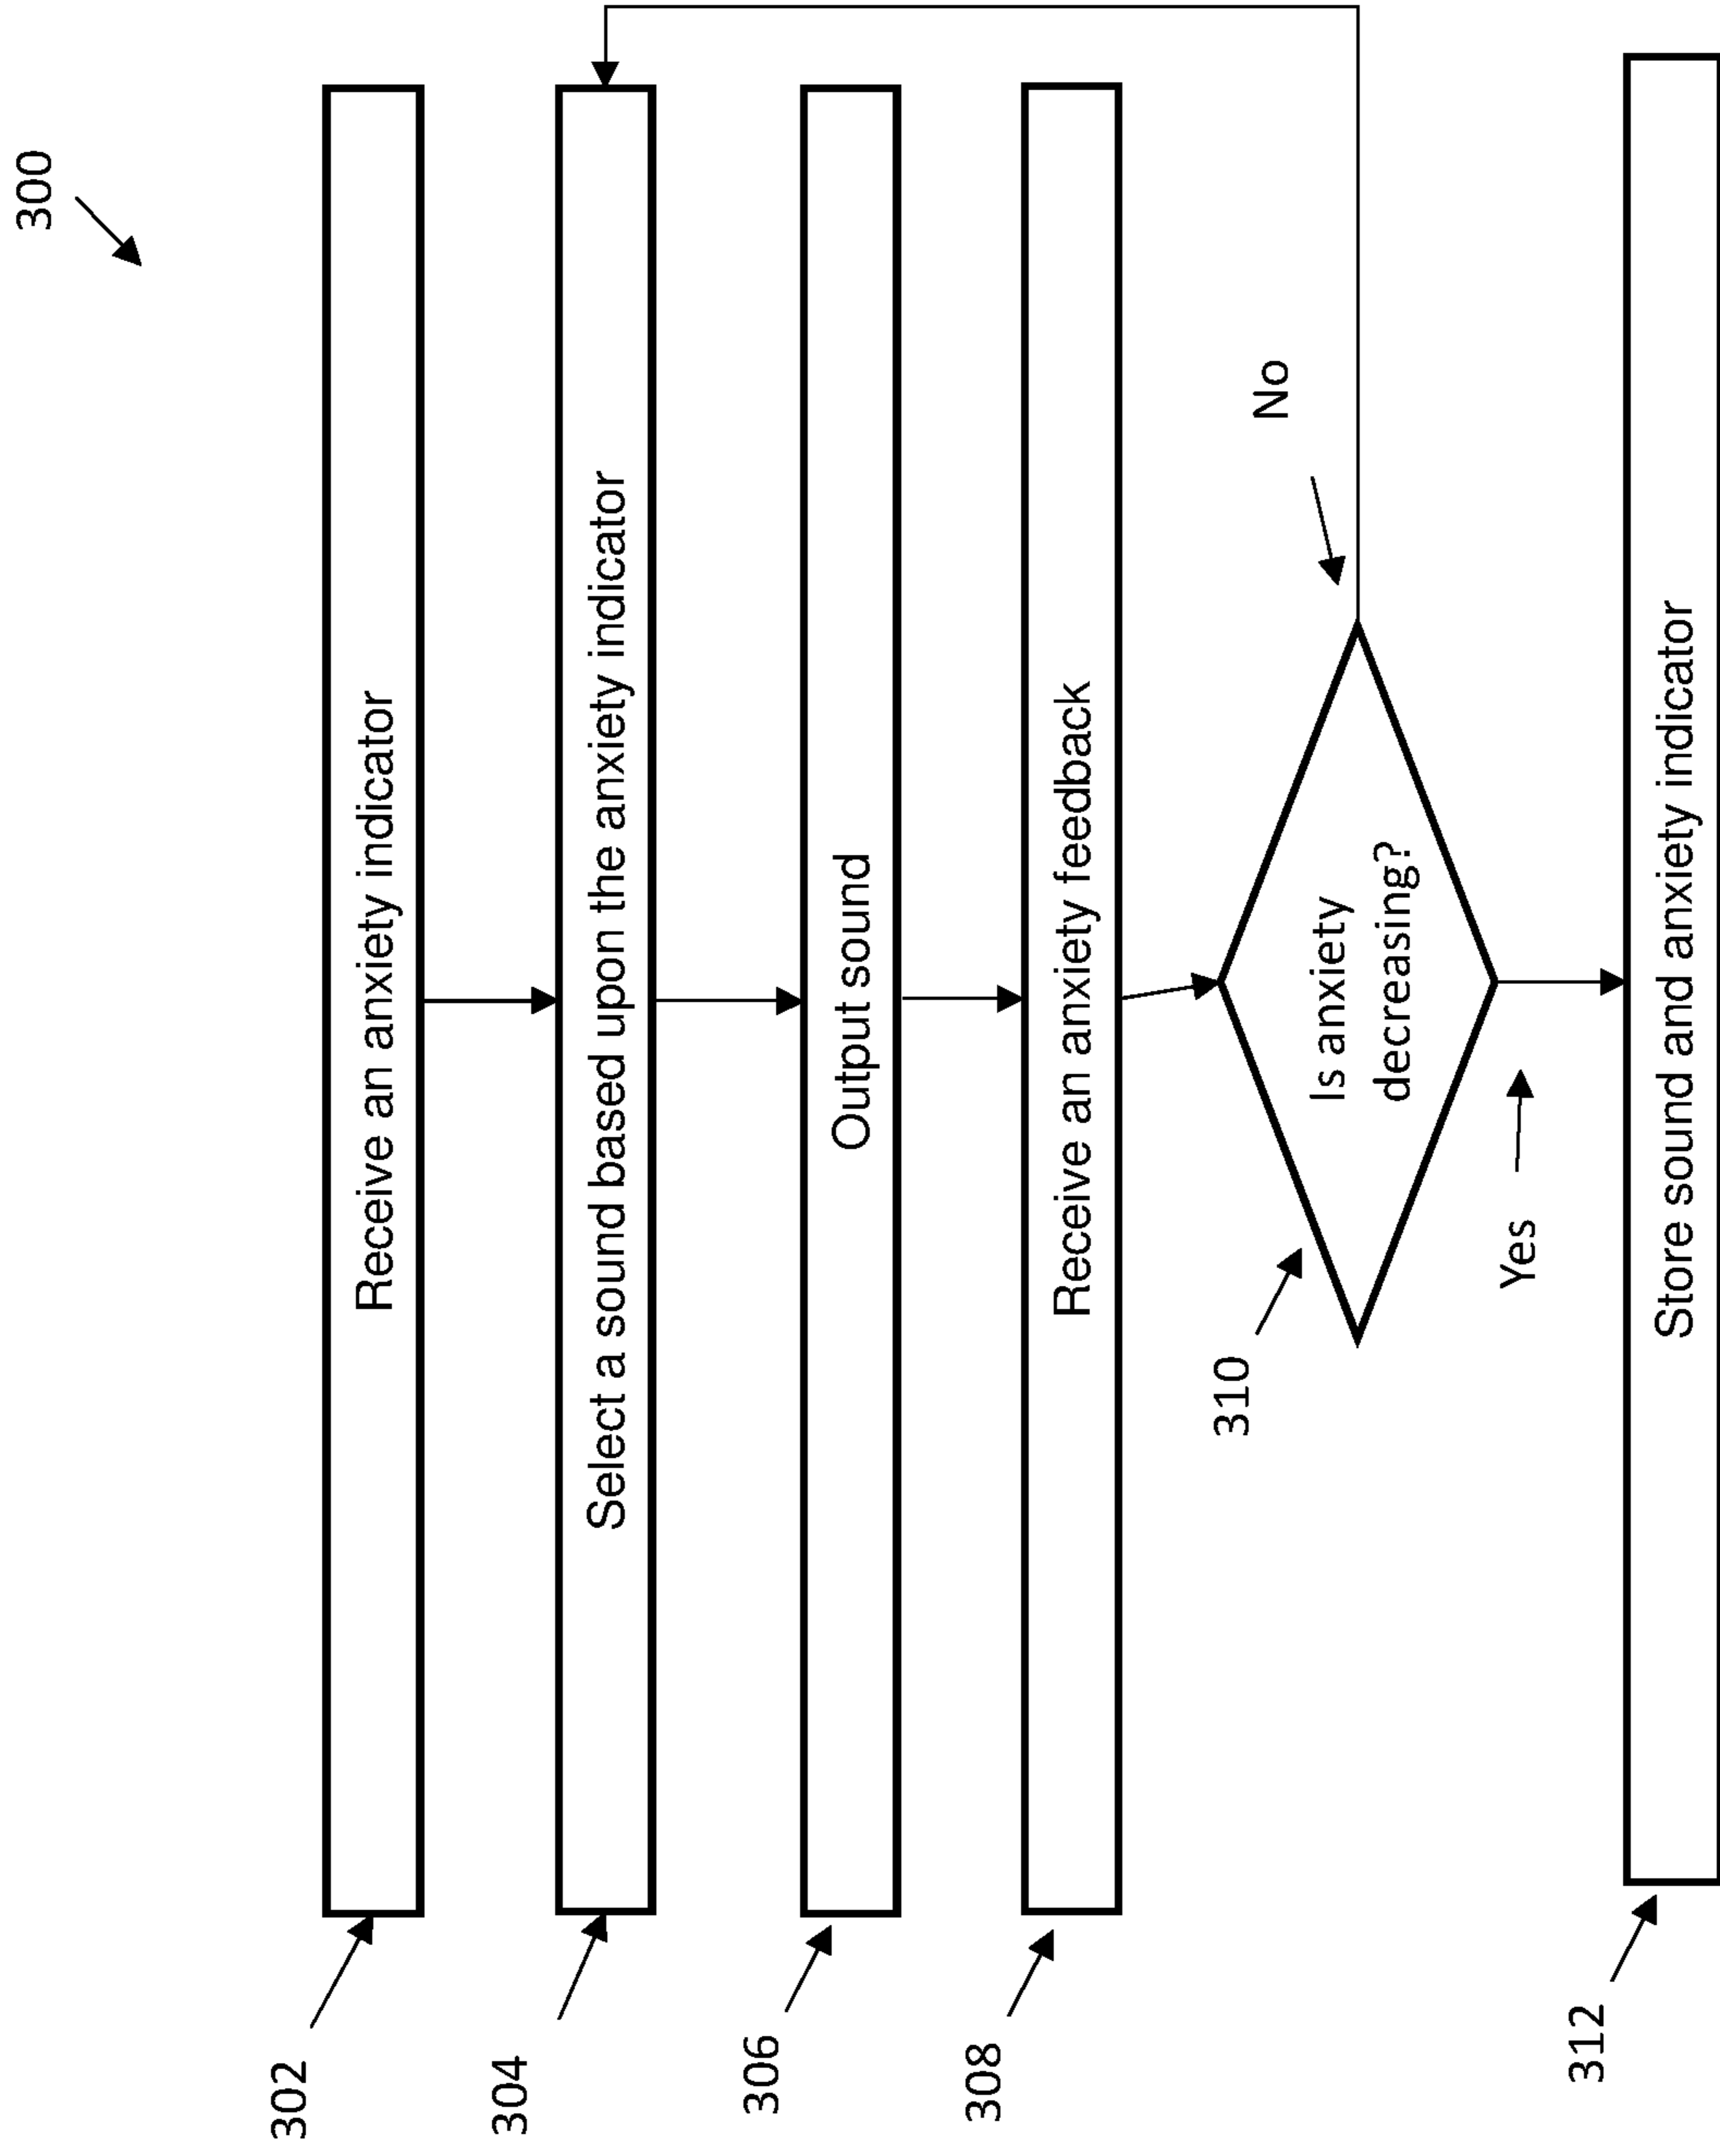 300
302
Receive an anxiety indicator
304
Select a sound based upon the anxiety indicator
306
Output sound
308
Receive an anxiety feedback
310
Is anxiety
decreasing?
No
Yes
312
Store sound and anxiety indicator